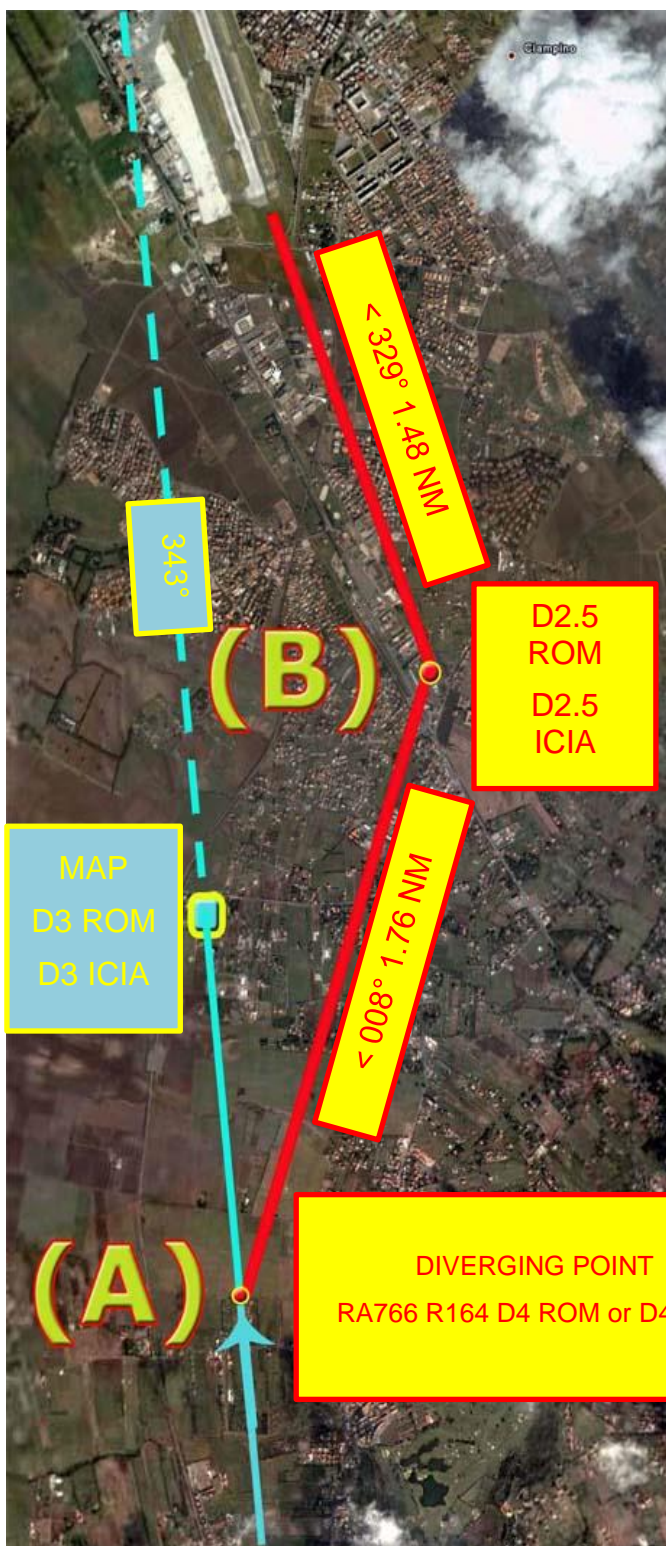 Ciampino
< 329° 1.48 NM
343°
(B)
D2.5
ROM
D2.5
ICIA
MAP
D3 ROM
D3 ICIA
< 008° 1.76 NM
(A)
DIVERGING POINT
RA766 R164 D4 ROM or D4